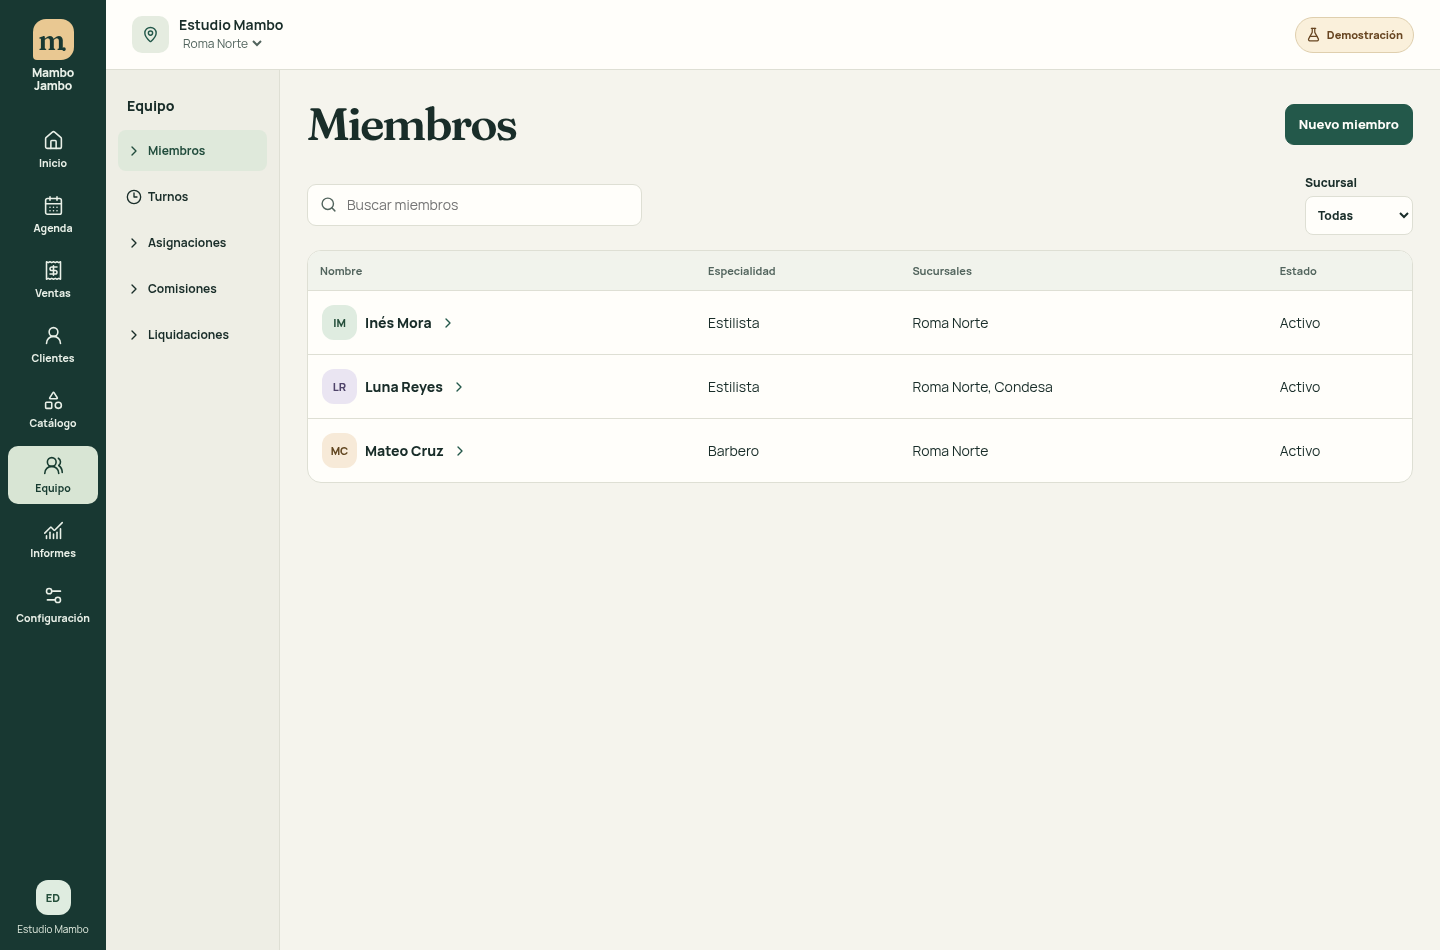 m.
Mambo
Jambo
Inicio
Agenda
Ventas
Clientes
Catálogo
Equipo
Informes
Configuración
ED
Estudio Mambo
Estudio Mambo
Roma Norte
Demostración
Equipo
Miembros
Turnos
Asignaciones
Comisiones
Liquidaciones
Miembros
Nuevo miembro
Buscar miembros
Sucursal
Todas
Nombre Especialidad Sucursales Estado
IM Inés Mora Estilista Roma Norte Activo
LR Luna Reyes Estilista Roma Norte, Condesa Activo
MC Mateo Cruz Barbero Roma Norte Activo